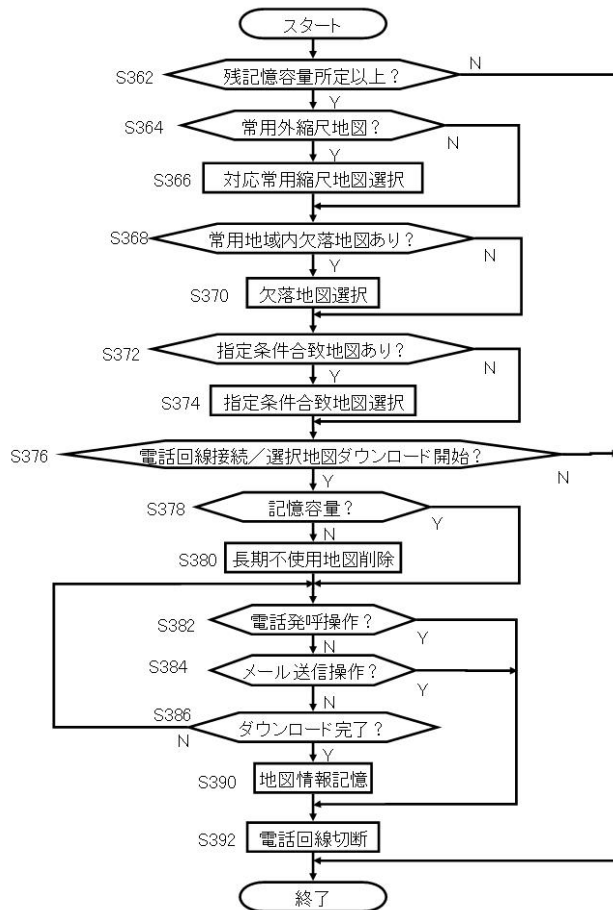 スタート
S362
残記憶容量所定以上？
N
Y
S364
常用外縮尺地図？
N
Y
S366
対応常用縮尺地図選択
S368
常用地域内欠落地図あり？
Y
N
S370
欠落地図選択
S372
指定条件合致地図あり？
Y
N
S374
指定条件合致地図選択
S376
電話回線接続／選択地図ダウンロード開始？
Y
N
S378
記憶容量？
N
Y
S380
長期不使用地図削除
S382
電話発呼操作？
N
Y
S384
メール送信操作？
N
Y
S386
ダウンロード完了？
N
Y
S390
地図情報記憶
S392
電話回線切断
終了